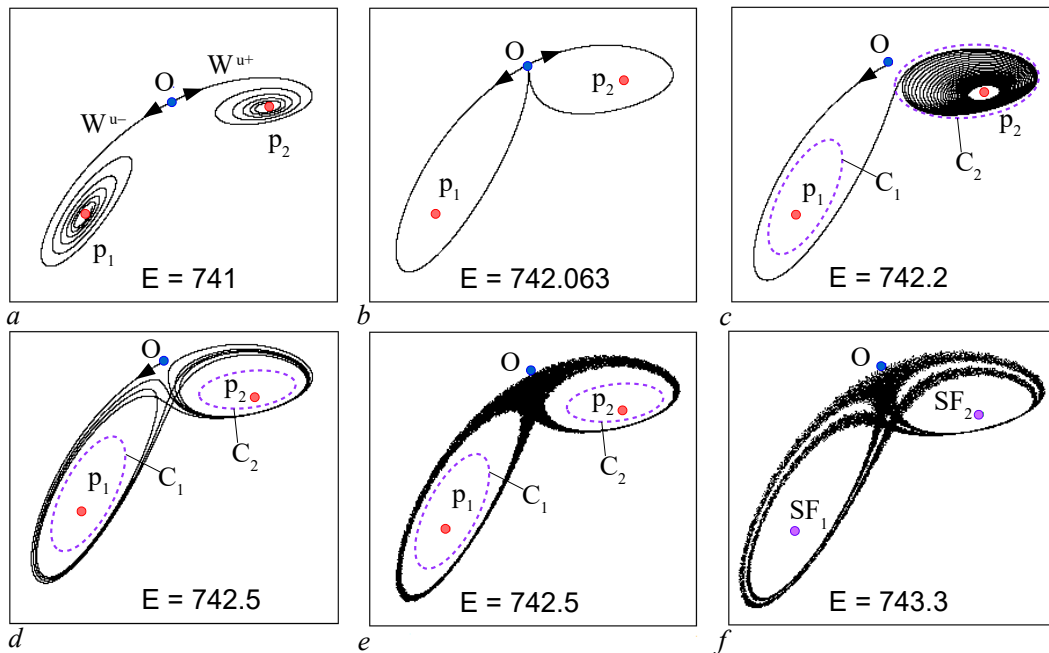 O
W^{u+}
W^{u-}
p_2
p_1
E = 741
a
O
p_2
p_1
E = 742.063
b
O
p_2
C_2
C_1
p_1
E = 742.2
c
O
p_2
C_2
p_1
C_1
E = 742.5
d
O
p_2
C_2
p_1
C_1
E = 742.5
e
O
SF_2
SF_1
E = 743.3
f